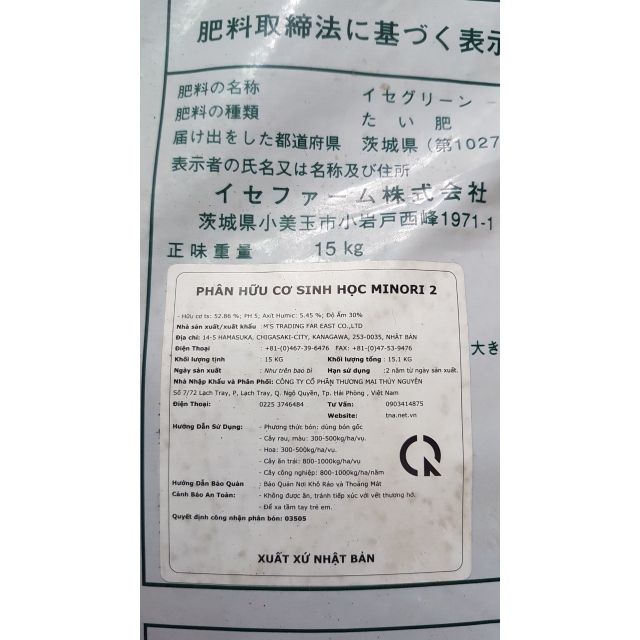 肥料取締法に基づく表示
肥料の名称 イセグリーン
肥料の種類 たい肥
届け出をした都道府県 茨城県 (第1027
表示者の氏名又は名称及び住所
イセファーム株式会社
茨城県小美玉市小岩戸西峰1971-1
正味重量 15 kg
大き
PHÂN HỮU CƠ SINH HỌC MINORI 2
- Hữu cơ ts: 52.86 %; PH 5; Axit Humic: 5.45 %; Độ Ẩm 30%
Nhà sản xuất/xuất khẩu : M'S TRADING FAR EAST CO.,LTD
Địa chỉ: 14-5 HAMASUKA, CHIGASAKI-CITY, KANAGAWA, 253-0035, NHẬT BẢN
Điện Thoại : +81-(0)467-39-6476 FAX: +81-(0)47-53-9476
Khối lượng tịnh : 15 KG Khối lượng tổng : 15.1 KG
Ngày sản xuất : Như trên bao bì Hạn sử dụng : 2 năm từ ngày sản xuất.
Nhà Nhập Khẩu và Phân Phối: CÔNG TY CỔ PHẦN THƯƠNG MẠI THỦY NGUYÊN
Số 7/72 Lạch Tray, P. Lạch Tray, Q. Ngô Quyền, Tp. Hải Phòng , Việt Nam
Điện Thoại: 0225 3746484 Tư Vấn: 0903414875
Website: tna.net.vn
Hướng Dẫn Sử Dụng: - Phương thức bón: dùng bón gốc
- Cây rau, màu: 300-500kg/ha/vụ.
- Hoa: 300-500kg/ha/vụ.
- Cây ăn trái: 800-1000kg/ha/vụ
- Cây công nghiệp: 800-1000kg/ha/năm
Hướng Dẫn Bảo Quản : Bảo Quản Nơi Khô Ráo và Thoáng Mát
Cảnh Báo An Toàn: - Không được ăn, tránh tiếp xúc với vết thương hở.
- Để xa tầm tay trẻ em.
Quyết định công nhận phân bón: 03505
XUẤT XỨ NHẬT BẢN